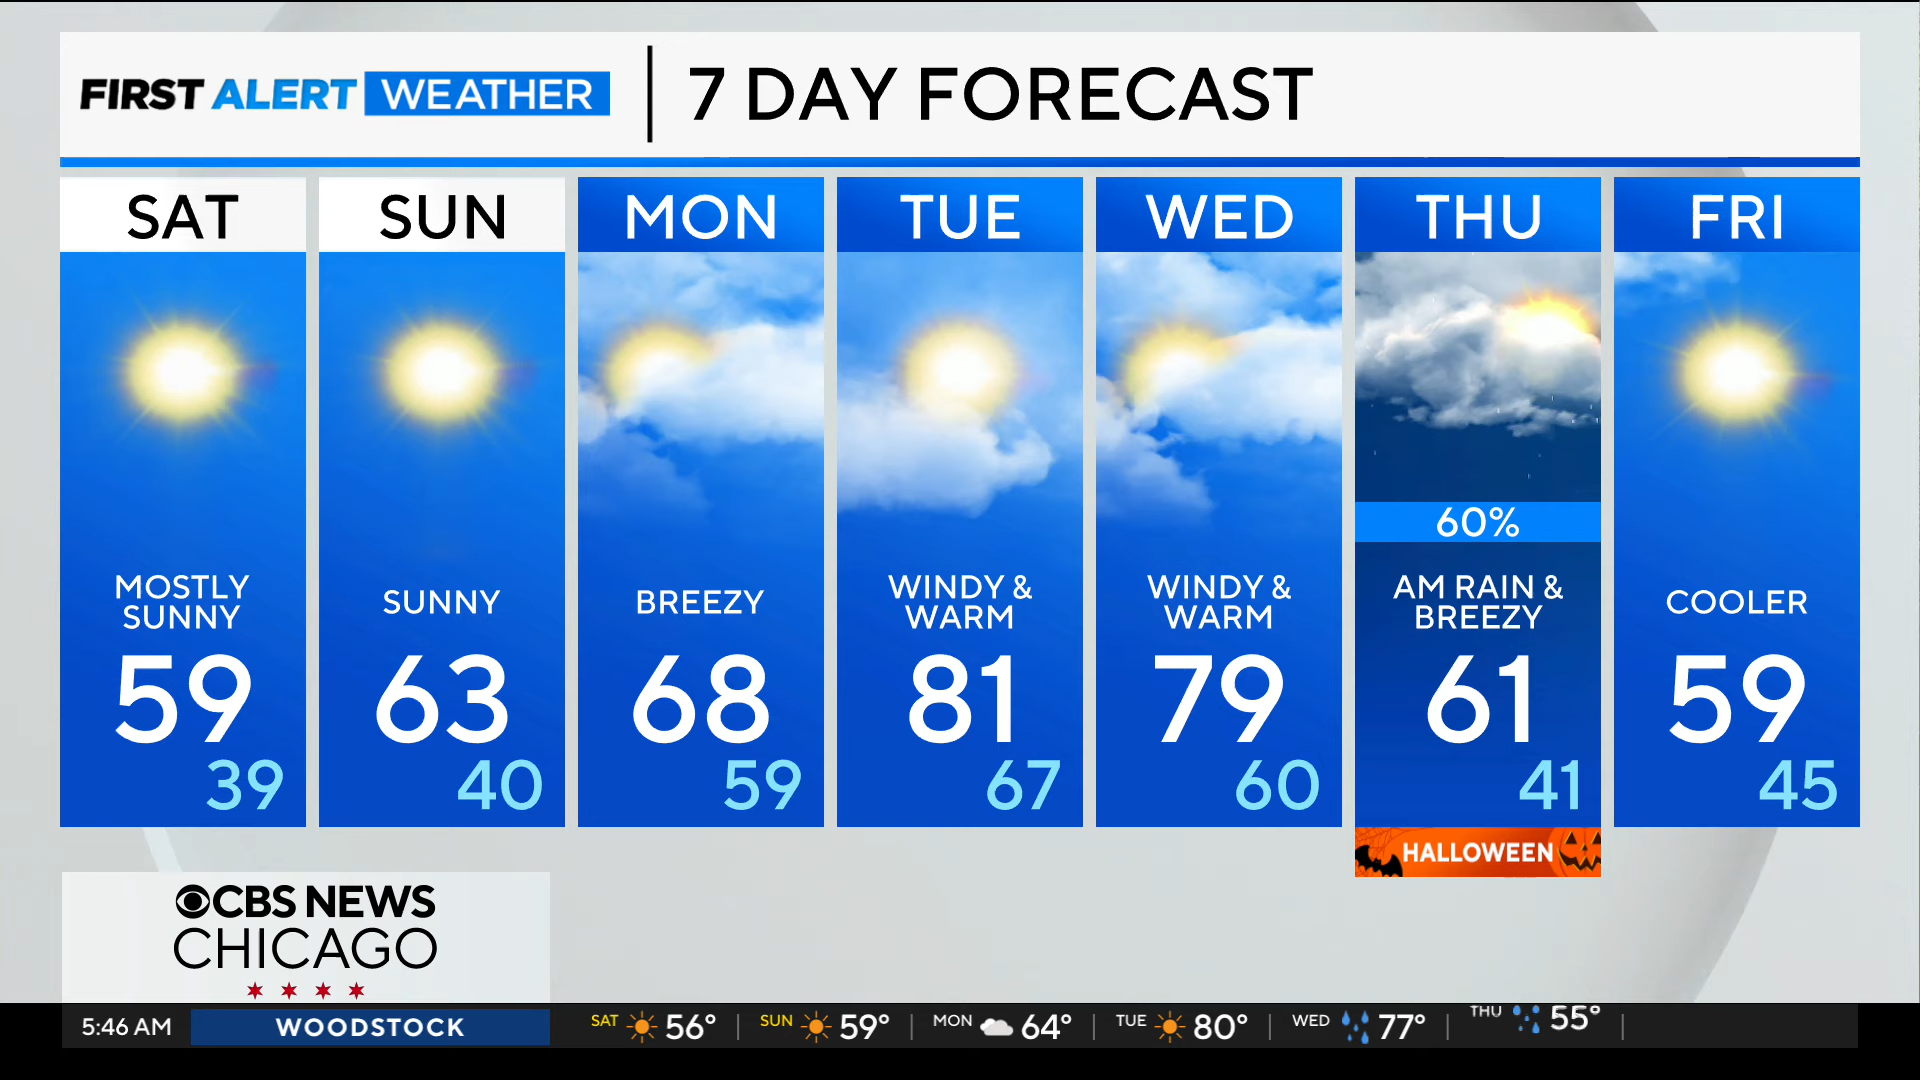 FIRST ALERT WEATHER
7 DAY FORECAST
SAT
MOSTLY
SUNNY
59
39
SUN
SUNNY
63
40
MON
BREEZY
68
59
TUE
WINDY &
WARM
81
67
WED
WINDY &
WARM
79
60
THU
60%
AM RAIN &
BREEZY
61
41
HALLOWEEN
FRI
COOLER
59
45
CBS NEWS
CHICAGO
5:46 AM WOODSTOCK SAT 56° | SUN 59° | MON 64° | TUE 80° | WED 77° | THU 55° |